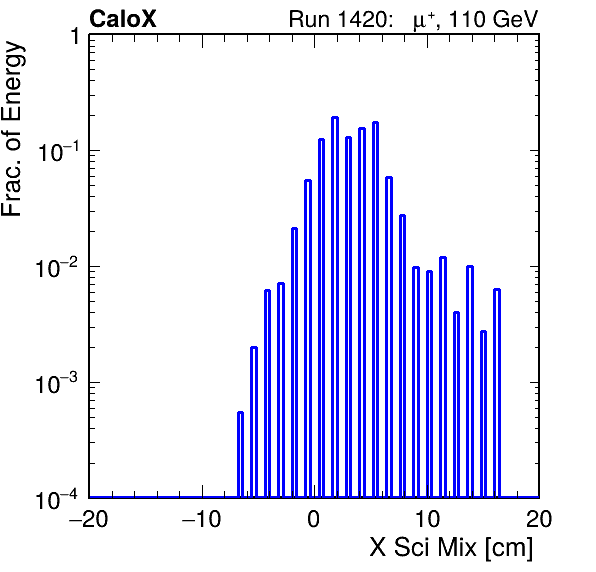 CaloX Run 1420: μ⁺, 110 GeV
Frac. of Energy
1
10⁻¹
10⁻²
10⁻³
10⁻⁴
−20 −10 0 10 20
X Sci Mix [cm]